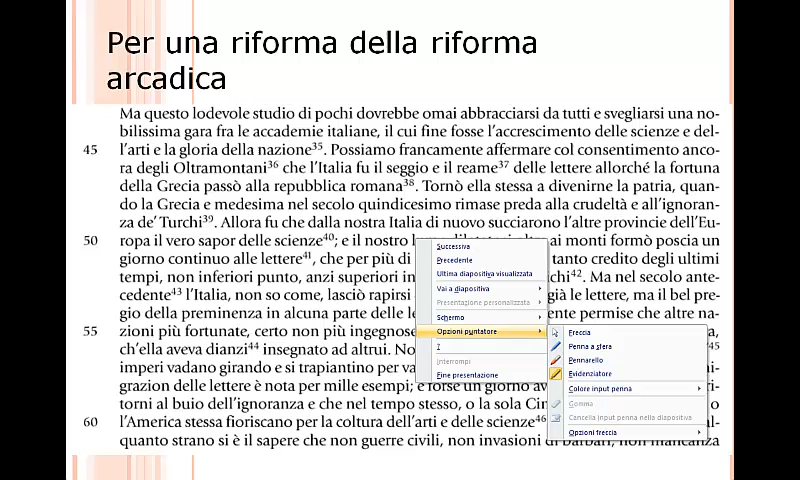 Per una riforma della riforma
arcadica
Ma questo lodevole studio di pochi dovrebbe omai abbracciarsi da tutti e svegliarsi una no-
bilissima gara fra le accademie italiane, il cui fine fosse l'accrescimento delle scienze e del-
45 l'arti e la gloria della nazione35. Possiamo francamente affermare col consentimento anco-
ra degli Oltramontani36 che l'Italia fu il seggio e il reame37 delle lettere allorché la fortuna
della Grecia passò alla repubblica romana38. Tornò ella stessa a divenirne la patria, quan-
do la Grecia e medesima nel secolo quindicesimo rimase preda alla crudeltà e all'ignoran-
za de' Turchi39. Allora fu che dalla nostra Italia di nuovo succiarono l'altre provincie dell'Eu-
50 ropa il vero sapor delle scienze40; e il nostro ai monti formò poscia un
giorno continuo alle lettere41, che per più di tanto credito degli ultimi
tempi, non inferiori punto, anzi superiori in chi42. Ma nel secolo ante-
cedente43 l'Italia, non so come, lasciò rapirsi già le lettere, ma il bel pre-
gio della preminenza in alcuna parte delle ente permise che altre na-
55 zioni più fortunate, certo non più ingegnose
ch'ella aveva dianzi44 insegnato ad altrui. No 45
imperi vadano girando e si trapiantino per va
grazion delle lettere è nota per mille esempi; e forse un giorno av ri-
torni al buio dell'ignoranza e che nel tempo stesso, o la sola Cin o
60 l'America stessa fioriscano per la coltura dell'arti e delle scienze46
quanto strano si è il sapere che non guerre civili, non invasioni di barbari, non mancanza
Successiva
Precedente
Ultima diapositiva visualizzata
Vai a diapositiva
Presentazione personalizzata
Schermo
Opzioni puntatore
?
Interrompi
Fine presentazione
Freccia
Penna a sfera
Pennarello
Evidenziatore
Colore input penna
Gomma
Cancella input penna nella diapositiva
Opzioni freccia